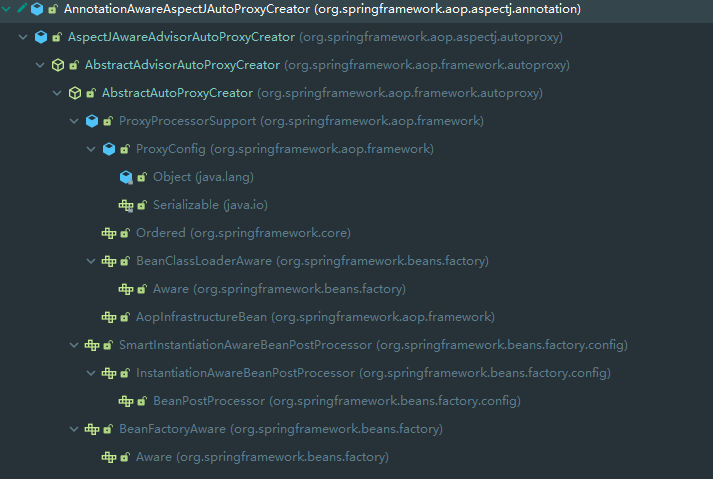 AnnotationAwareAspectJAutoProxyCreator (org.springframework.aop.aspectj.annotation)
AspectJAwareAdvisorAutoProxyCreator (org.springframework.aop.aspectj.autoproxy)
AbstractAdvisorAutoProxyCreator (org.springframework.aop.framework.autoproxy)
AbstractAutoProxyCreator (org.springframework.aop.framework.autoproxy)
ProxyProcessorSupport (org.springframework.aop.framework)
ProxyConfig (org.springframework.aop.framework)
Object (java.lang)
Serializable (java.io)
Ordered (org.springframework.core)
BeanClassLoaderAware (org.springframework.beans.factory)
Aware (org.springframework.beans.factory)
AopInfrastructureBean (org.springframework.aop.framework)
SmartInstantiationAwareBeanPostProcessor (org.springframework.beans.factory.config)
InstantiationAwareBeanPostProcessor (org.springframework.beans.factory.config)
BeanPostProcessor (org.springframework.beans.factory.config)
BeanFactoryAware (org.springframework.beans.factory)
Aware (org.springframework.beans.factory)